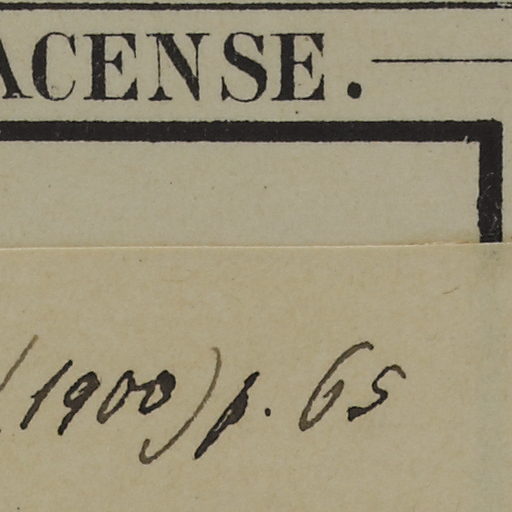 ACENSE.
(1900) p. 65